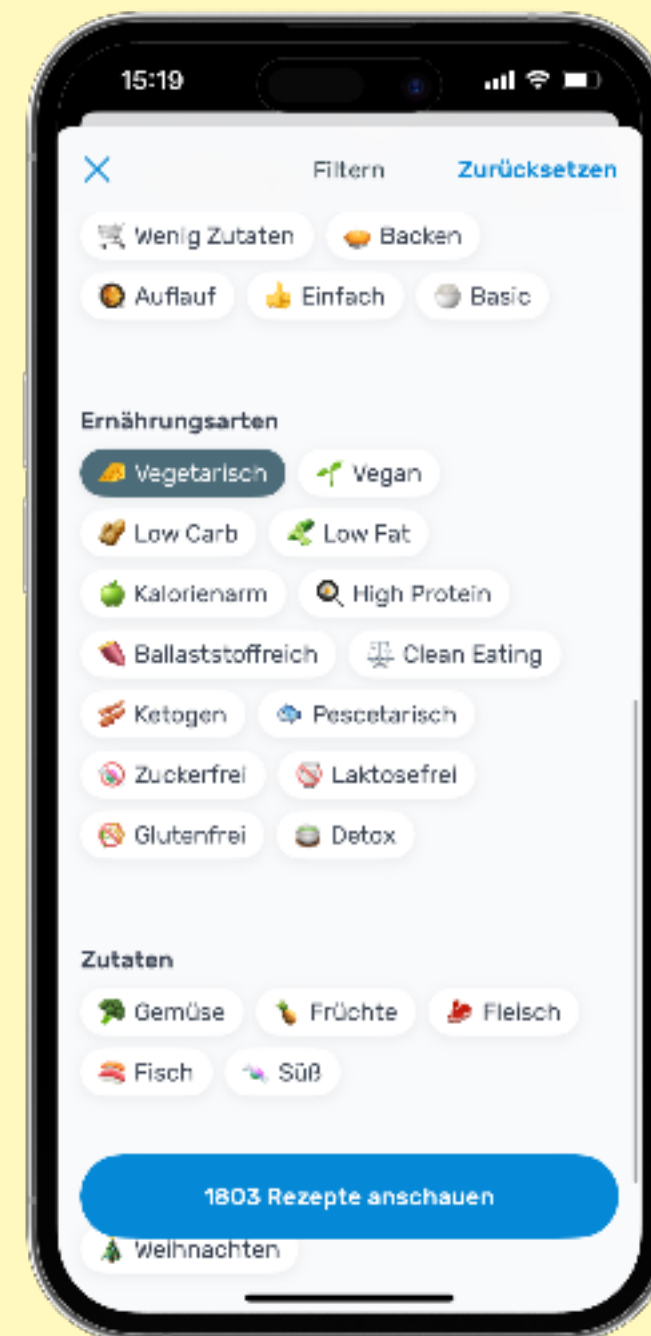 15:19
Filtern Zurücksetzen
Wenig Zutaten Backen
Auflauf Einfach Basic
Ernährungsarten
Vegetarisch Vegan
Low Carb Low Fat
Kalorienarm High Protein
Ballaststoffreich Clean Eating
Ketogen Pescetarisch
Zuckerfrei Laktosefrei
Glutenfrei Detox
Zutaten
Gemüse Früchte Fleisch
Fisch Süß
1803 Rezepte anschauen
Weihnachten